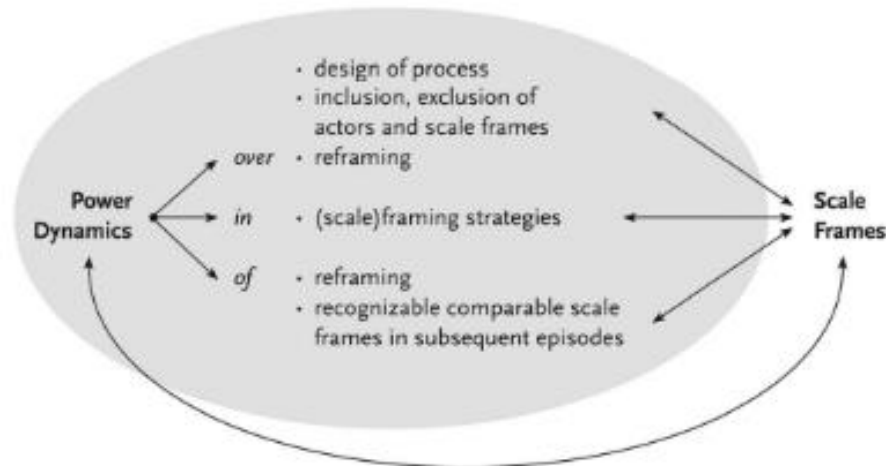 • design of process
• inclusion, exclusion of
actors and scale frames
over • reframing
Power
Dynamics
in • (scale)framing strategies
Scale
Frames
of • reframing
• recognizable comparable scale
frames in subsequent episodes